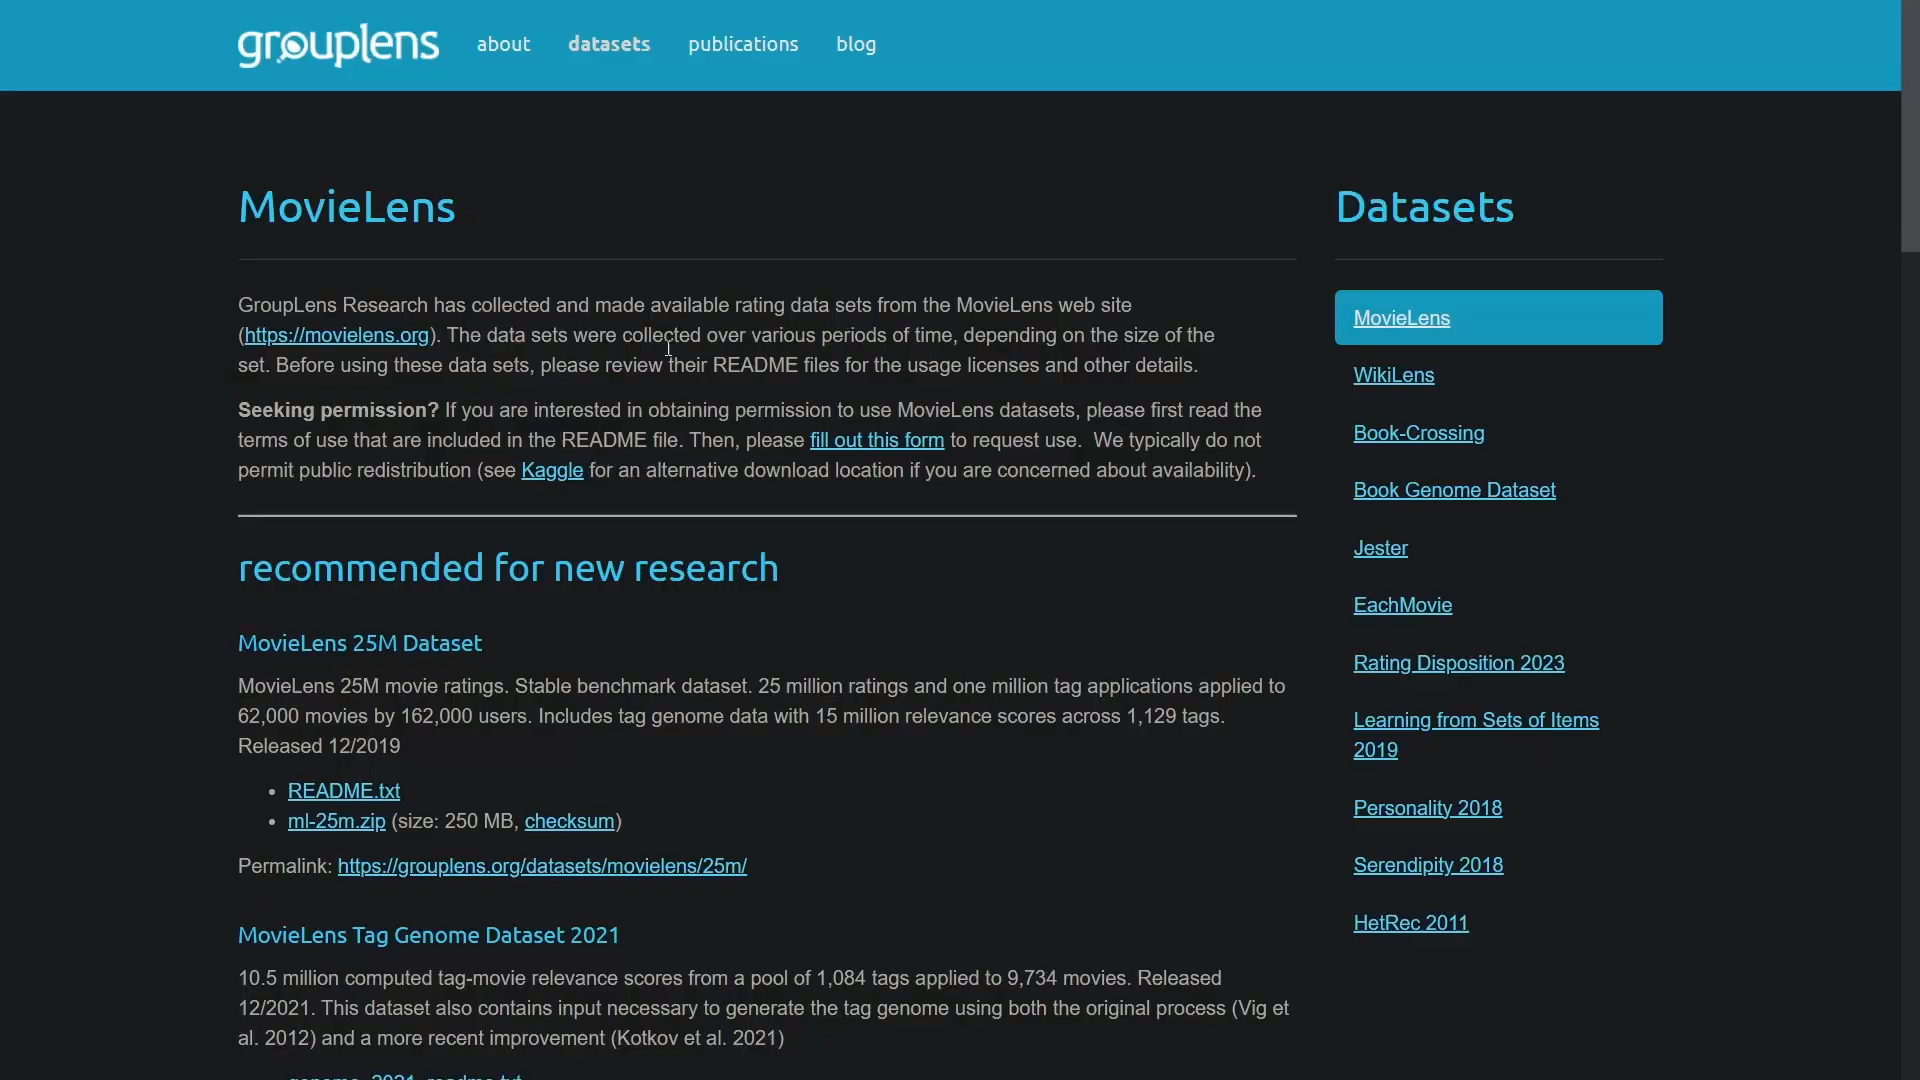 grouplens about datasets publications blog
MovieLens
GroupLens Research has collected and made available rating data sets from the MovieLens web site
(https://movielens.org). The data sets were collected over various periods of time, depending on the size of the
set. Before using these data sets, please review their README files for the usage licenses and other details.
Seeking permission? If you are interested in obtaining permission to use MovieLens datasets, please first read the
terms of use that are included in the README file. Then, please fill out this form to request use.  We typically do not
permit public redistribution (see Kaggle for an alternative download location if you are concerned about availability).
recommended for new research
MovieLens 25M Dataset
MovieLens 25M movie ratings. Stable benchmark dataset. 25 million ratings and one million tag applications applied to
62,000 movies by 162,000 users. Includes tag genome data with 15 million relevance scores across 1,129 tags.
Released 12/2019
• README.txt
• ml-25m.zip (size: 250 MB, checksum)
Permalink: https://grouplens.org/datasets/movielens/25m/
MovieLens Tag Genome Dataset 2021
10.5 million computed tag-movie relevance scores from a pool of 1,084 tags applied to 9,734 movies. Released
12/2021. This dataset also contains input necessary to generate the tag genome using both the original process (Vig et
al. 2012) and a more recent improvement (Kotkov et al. 2021)
Datasets
MovieLens
WikiLens
Book-Crossing
Book Genome Dataset
Jester
EachMovie
Rating Disposition 2023
Learning from Sets of Items
2019
Personality 2018
Serendipity 2018
HetRec 2011